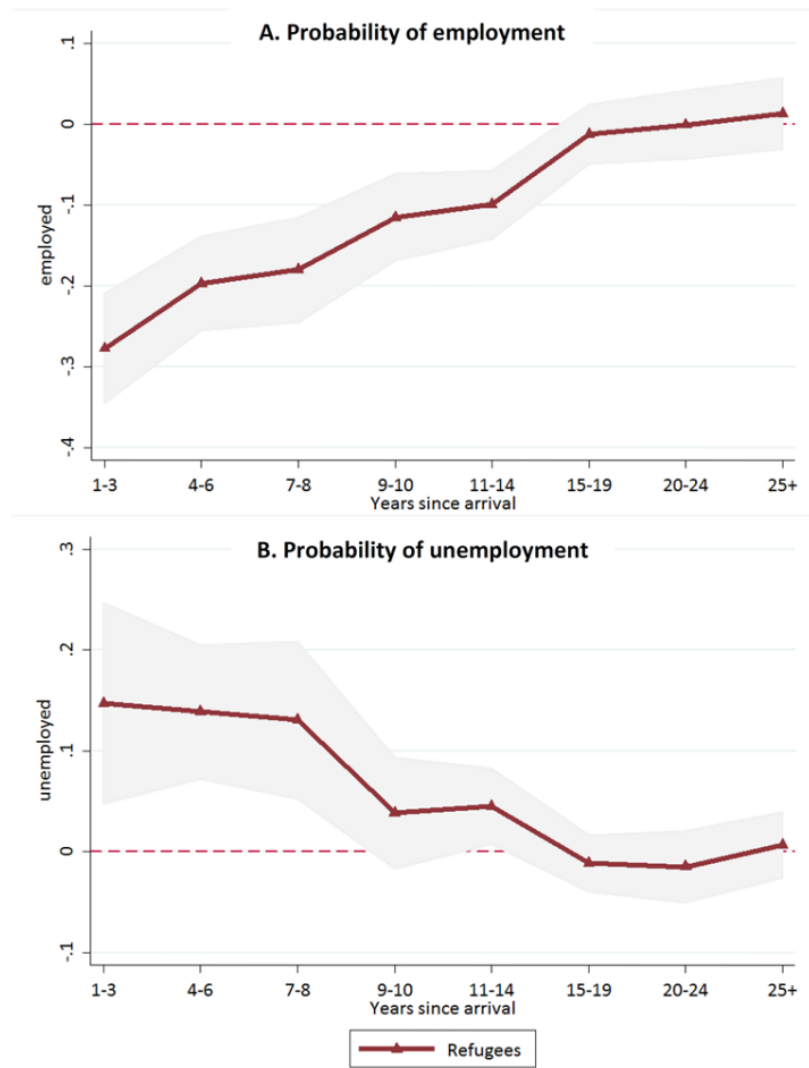 A. Probability of employment
.1
0
-.1
-.2
-.3
-.4
employed
1-3 4-6 7-8 9-10 11-14 15-19 20-24 25+
Years since arrival
B. Probability of unemployment
.3
.2
.1
0
-.1
unemployed
1-3 4-6 7-8 9-10 11-14 15-19 20-24 25+
Years since arrival
Refugees